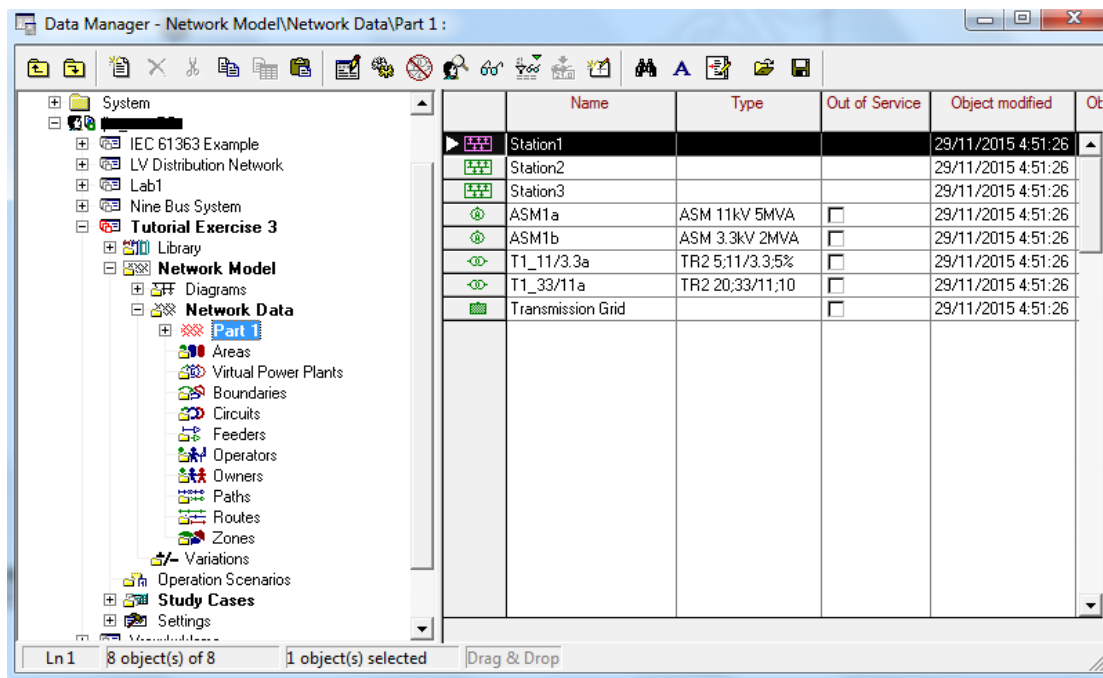 Data Manager - Network Model\Network Data\Part 1 :
System
IEC 61363 Example
LV Distribution Network
Lab1
Nine Bus System
Tutorial Exercise 3
Library
Network Model
Diagrams
Network Data
Part 1
Areas
Virtual Power Plants
Boundaries
Circuits
Feeders
Operators
Owners
Paths
Routes
Zones
Variations
Operation Scenarios
Study Cases
Settings
Name Type Out of Service Object modified
Station1 29/11/2015 4:51:26
Station2 29/11/2015 4:51:26
Station3 29/11/2015 4:51:26
ASM1a ASM 11kV 5MVA 29/11/2015 4:51:26
ASM1b ASM 3.3kV 2MVA 29/11/2015 4:51:26
T1_11/3.3a TR2 5;11/3.3;5% 29/11/2015 4:51:26
T1_33/11a TR2 20;33/11;10 29/11/2015 4:51:26
Transmission Grid 29/11/2015 4:51:26
Ln 1 8 object(s) of 8 1 object(s) selected Drag & Drop